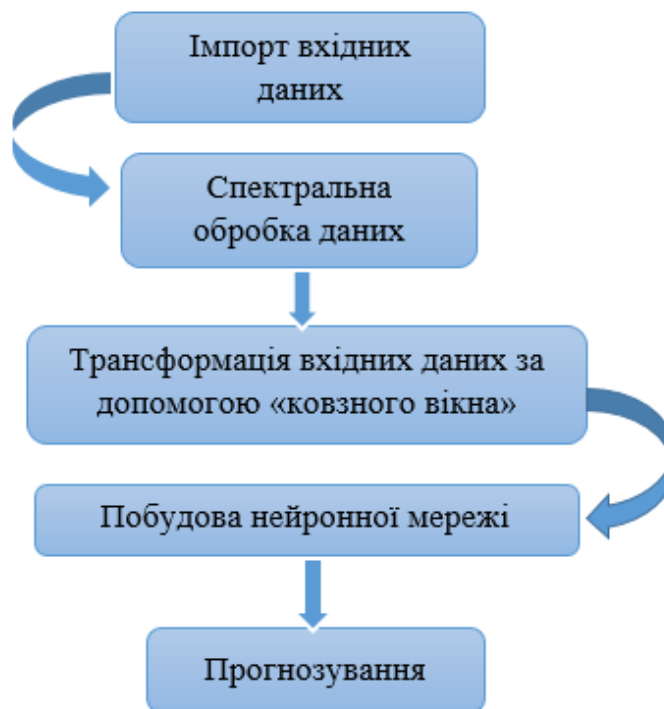 Імпорт вхідних
даних
Спектральна
обробка даних
Трансформація вхідних даних за
допомогою «ковзного вікна»
Побудова нейронної мережі
Прогнозування